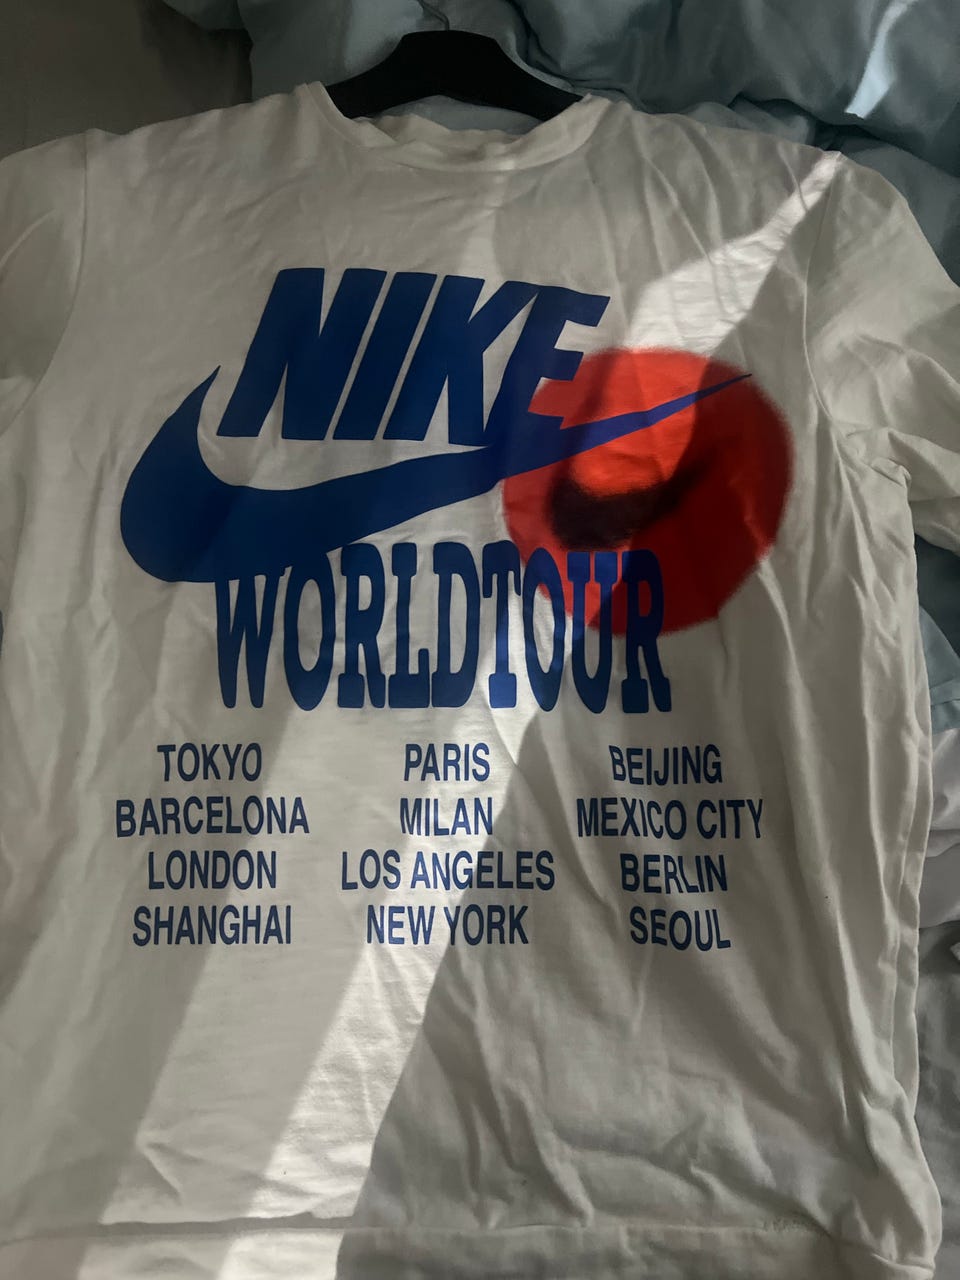 NIKE
WORLDTOUR
TOKYO PARIS BEIJING
BARCELONA MILAN MEXICO CITY
LONDON LOS ANGELES BERLIN
SHANGHAI NEW YORK SEOUL